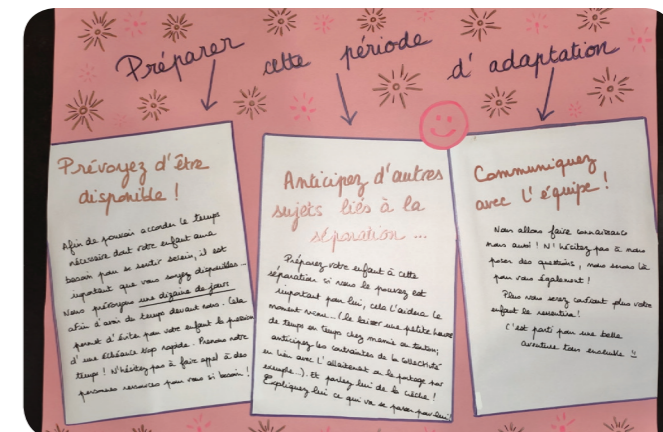 Préparer cette période d'adaptation
Prévoyez d'être
disponible !
Afin de pouvoir accorder le temps
nécessaire dont votre enfant aura
besoin pour se sentir serein, il est
important que vous soyez disponibles...
Nous prévoyons une dizaine de jours
afin d'avoir du temps devant nous. Cela
permet d'éviter pour votre enfant la pression
d'une échéance trop rapide. Prenons notre
temps ! N'hésitez pas à faire appel à des
personnes ressources pour vous si besoin !
Anticipez d'autres
sujets liés à la
séparation ...
Préparez votre enfant à cette
séparation si vous le pouvez est
important pour lui, cela l'aidera le
moment venu... (le laisser une petite heure
de temps en temps chez mamie ou tonton;
anticipez les contraintes de la collectivité
en lien avec l'allaitement ou le portage par
exemple..). Et parlez lui de la crèche !
Expliquez lui ce qui va se passer pour lui!
Communiquez
avec l'équipe !
Nous allons faire connaissance
nous aussi ! N'hésitez pas à nous
poser des questions, nous serons là
pour vous également !
Plus vous serez confiant plus votre
enfant le ressentira!
C'est parti pour une belle
aventure tous ensemble !!